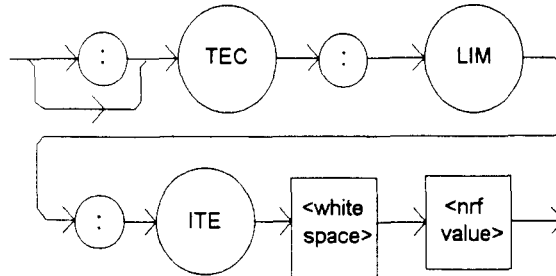 : TEC : LIM
: ITE <white space> <nrf value>